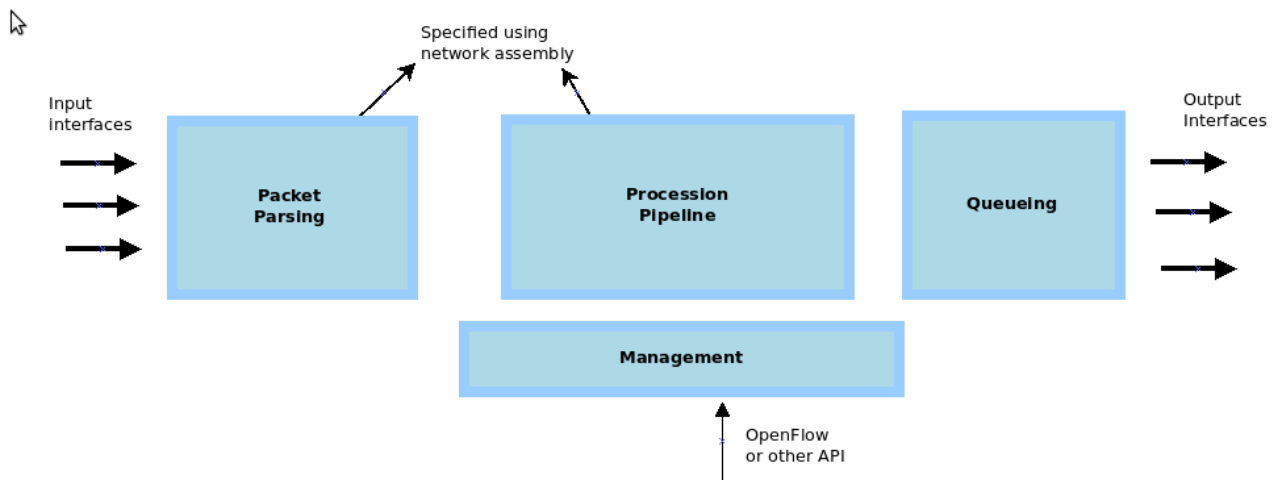 Specified using
network assembly
Input
interfaces
Output
Interfaces
Packet
Parsing
Procession
Pipeline
Queueing
Management
OpenFlow
or other API